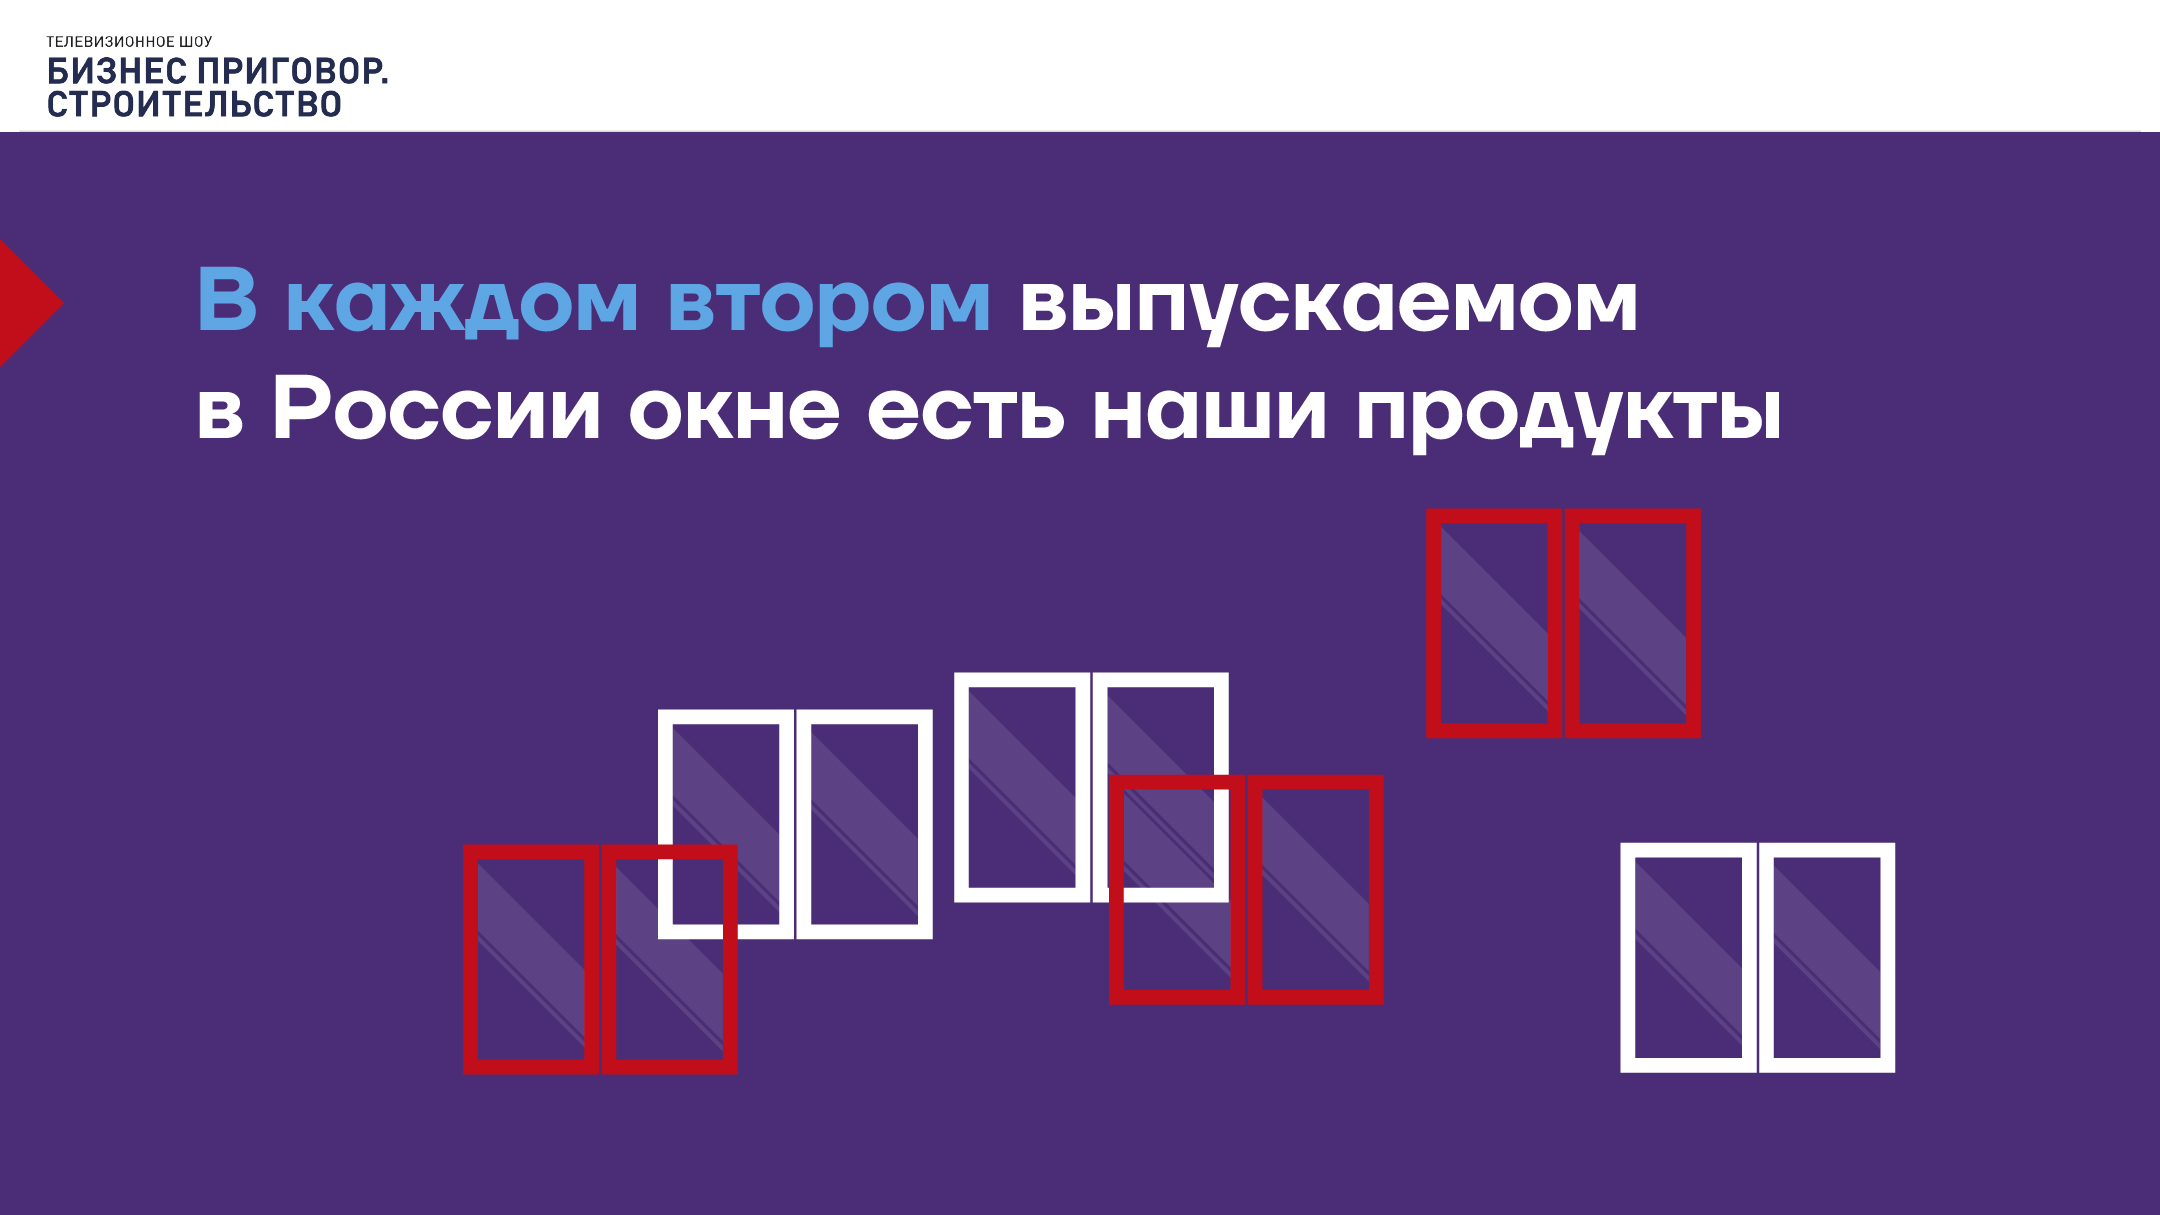 ТЕЛЕВИЗИОННОЕ ШОУ
БИЗНЕС ПРИГОВОР.
СТРОИТЕЛЬСТВО
В каждом втором выпускаемом
в России окне есть наши продукты